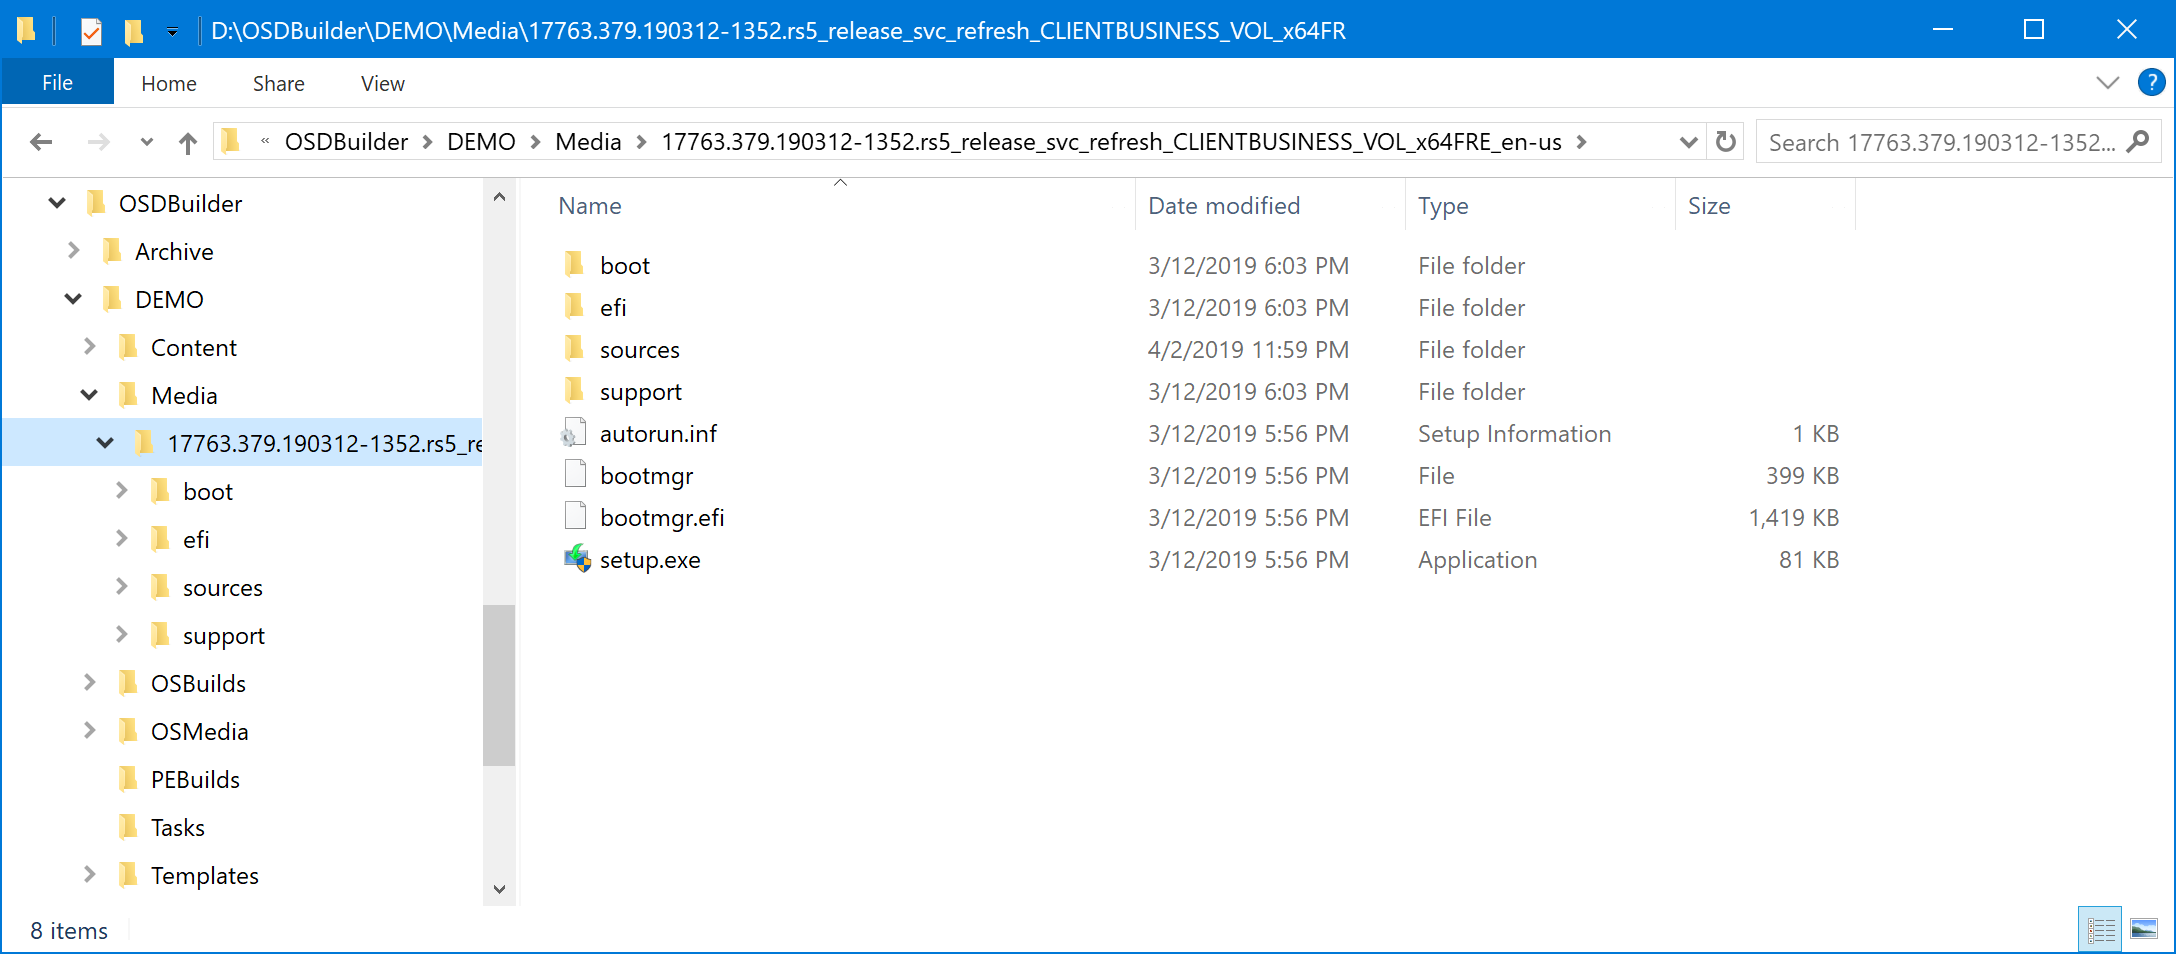 D:\OSDBuilder\DEMO\Media\17763.379.190312-1352.rs5_release_svc_refresh_CLIENTBUSINESS_VOL_x64FR
File Home Share View ?
« OSDBuilder > DEMO > Media > 17763.379.190312-1352.rs5_release_svc_refresh_CLIENTBUSINESS_VOL_x64FRE_en-us > Search 17763.379.190312-1352...
OSDBuilder
Archive
DEMO
Content
Media
17763.379.190312-1352.rs5_re
boot
efi
sources
support
OSBuilds
OSMedia
PEBuilds
Tasks
Templates
Name Date modified Type Size
boot 3/12/2019 6:03 PM File folder
efi 3/12/2019 6:03 PM File folder
sources 4/2/2019 11:59 PM File folder
support 3/12/2019 6:03 PM File folder
autorun.inf 3/12/2019 5:56 PM Setup Information 1 KB
bootmgr 3/12/2019 5:56 PM File 399 KB
bootmgr.efi 3/12/2019 5:56 PM EFI File 1,419 KB
setup.exe 3/12/2019 5:56 PM Application 81 KB
8 items